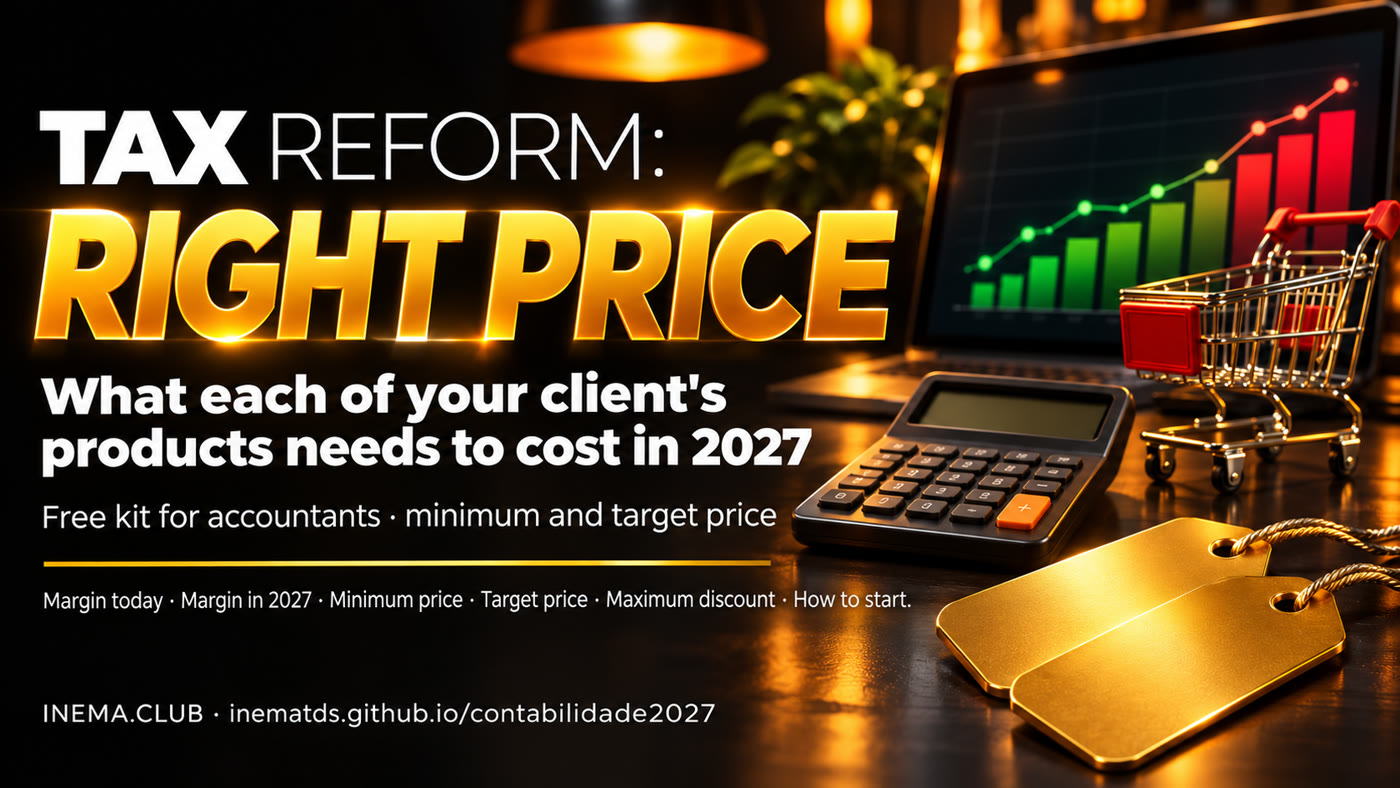 TAX REFORM:
RIGHT PRICE
What each of your client's
products needs to cost in 2027
Free kit for accountants · minimum and target price
Margin today · Margin in 2027 · Minimum price · Target price · Maximum discount · How to start.
INEMA.CLUB · inematds.github.io/contabilidade2027